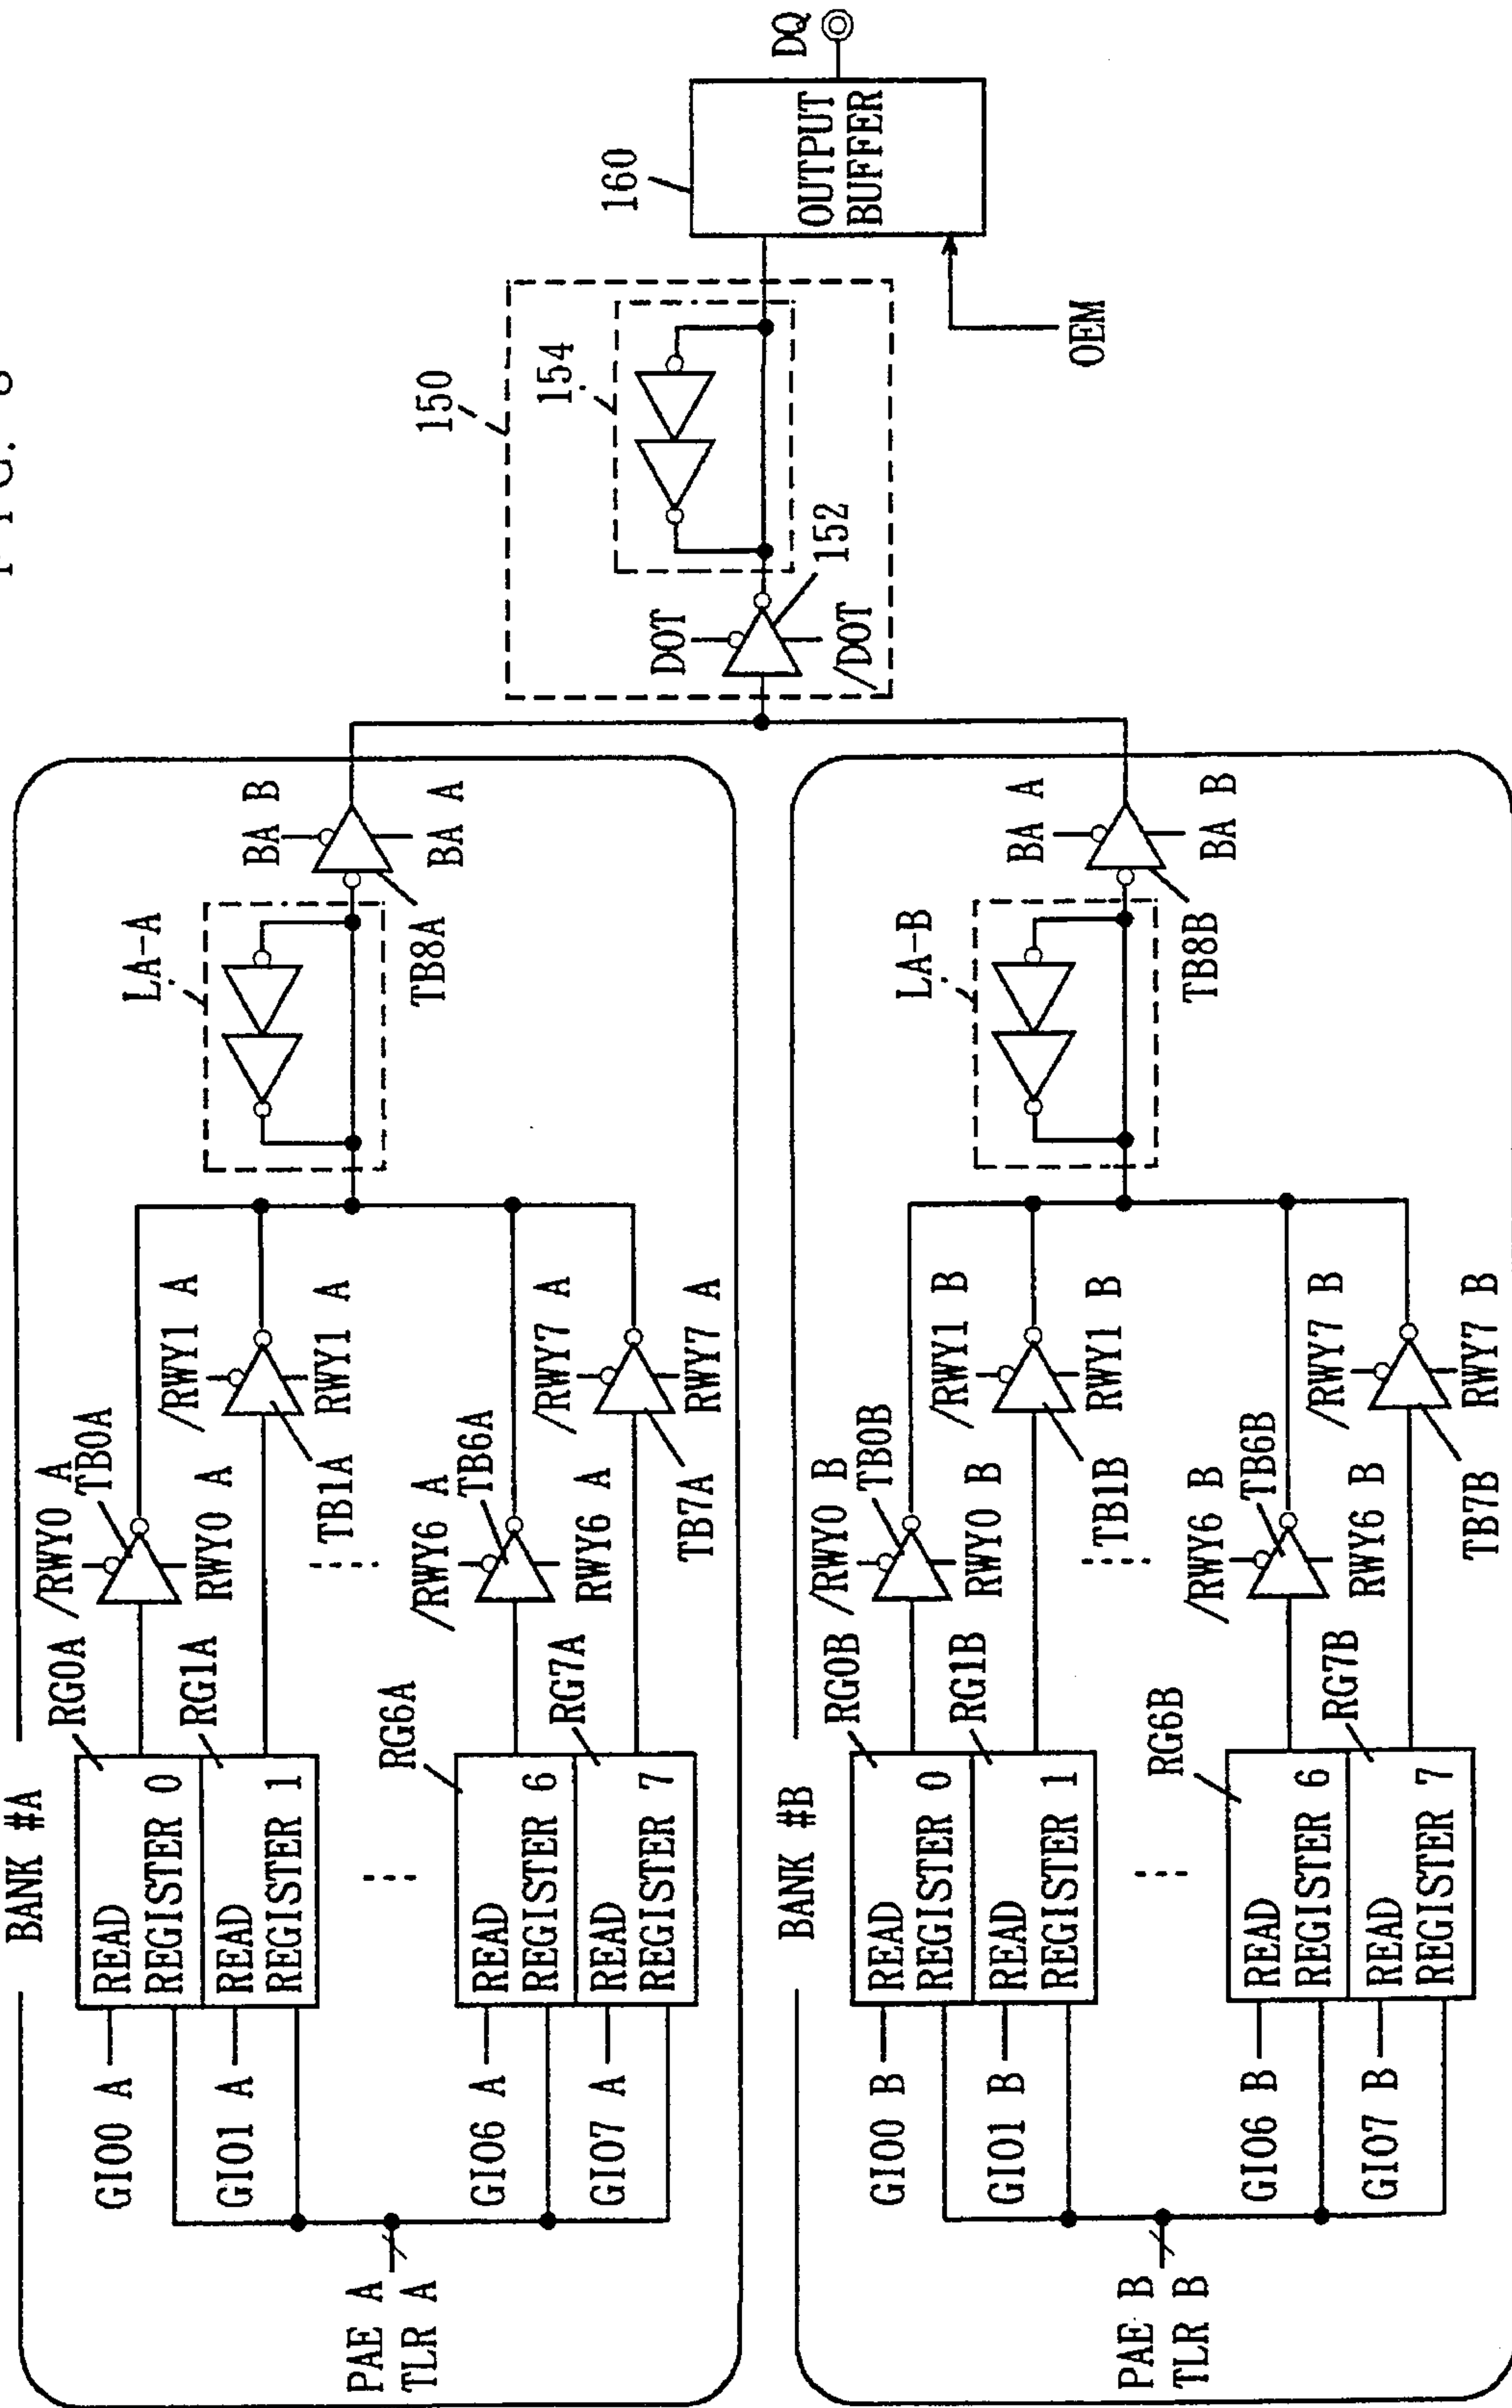 BANK #A
GIO0 A
READ
REGISTER 0
RG0A
/RWY0 A
TB0A
RWY0 A
GIO1 A
READ
REGISTER 1
RG1A
/RWY1 A
TB1A
RWY1 A
GIO6 A
READ
REGISTER 6
RG6A
/RWY6 A
TB6A
RWY6 A
GIO7 A
READ
REGISTER 7
RG7A
/RWY7 A
TB7A
RWY7 A
PAE A
TLR A
LA-A
BA B
BA A
TB8A
BANK #B
GIO0 B
READ
REGISTER 0
RG0B
/RWY0 B
TB0B
RWY0 B
GIO1 B
READ
REGISTER 1
RG1B
/RWY1 B
TB1B
RWY1 B
GIO6 B
READ
REGISTER 6
RG6B
/RWY6 B
TB6B
RWY6 B
GIO7 B
READ
REGISTER 7
RG7B
/RWY7 B
TB7B
RWY7 B
PAE B
TLR B
LA-B
BA A
BA B
TB8B
150
154
DOT
/DOT
152
160
OUTPUT
BUFFER
OEM
DQ